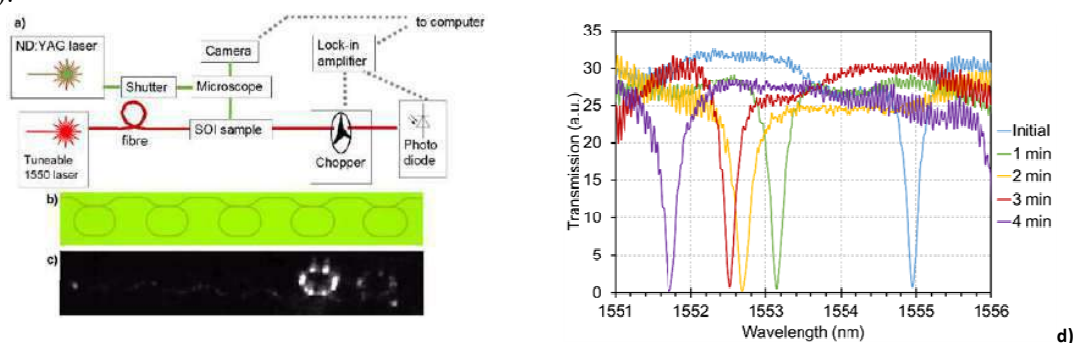 ).
a)
to computer
ND:YAG laser
Camera
Lock-in
amplifier
Shutter
Microscope
SOI sample
fibre
Tuneable
1550 laser
Chopper
Photo
diode
b)
c)
Transmission (a.u.)
35
30
25
20
15
10
5
0
1551
1552
1553
1554
1555
1556
Wavelength (nm)
Initial
1 min
2 min
3 min
4 min
d)